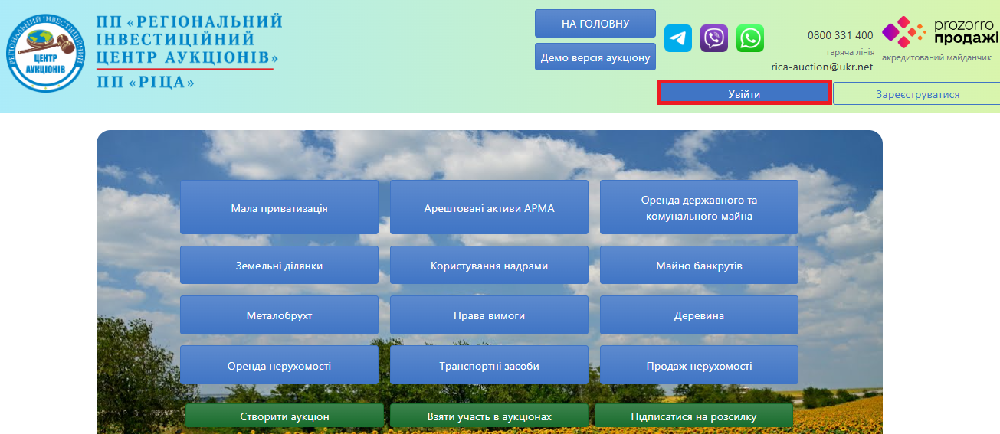 РЕГІОНАЛЬНИЙ ІНВЕСТИЦІЙНИЙ
ЦЕНТР
АУКЦІОНІВ
ПП «РЕГІОНАЛЬНИЙ
ІНВЕСТИЦІЙНИЙ
ЦЕНТР АУКЦІОНІВ»
ПП «РІЦА»
НА ГОЛОВНУ
Демо версія аукціону
0800 331 400
гаряча лінія
rica-auction@ukr.net
prozorro
продажі
акредитований майданчик
Увійти
Зареєструватися
Мала приватизація
Арештовані активи АРМА
Оренда державного та
комунального майна
Земельні ділянки
Користування надрами
Майно банкрутів
Металобрухт
Права вимоги
Деревина
Оренда нерухомості
Транспортні засоби
Продаж нерухомості
Створити аукціон
Взяти участь в аукціонах
Підписатися на розсилку